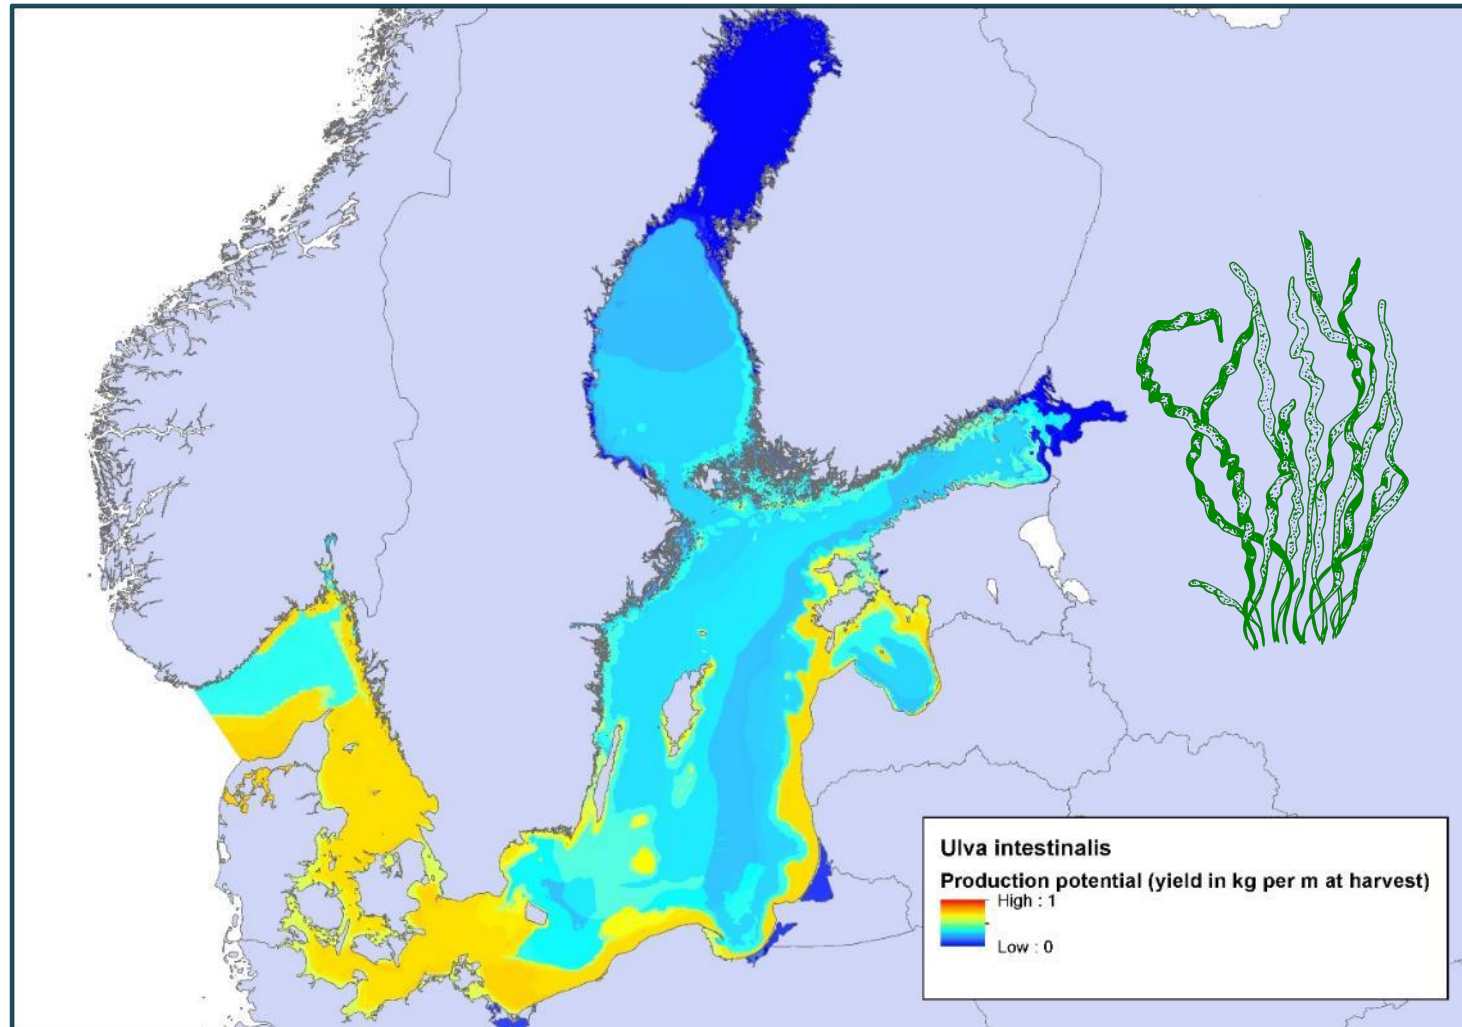 Ulva intestinalis
Production potential (yield in kg per m at harvest)
High : 1
Low : 0